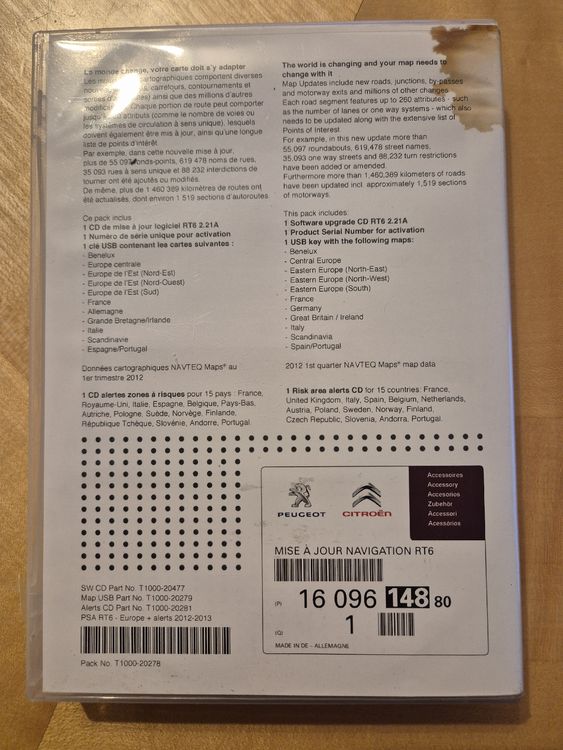 La monde change, votre carte doit s'y adapter
Les mises cartographiques comportent diverses
nouvelles carrefours, contournements et
sorties d'autoroutes) ainsi que des millions d'autres
modifications. Chaque portion de route peut comporter
jusqu'à 260 attributs (comme le nombre de voies ou
les systèmes de circulation à sens unique), lesquels
doivent également être mis à jour, ainsi qu'une longue
liste de points d'intérêt.
Par exemple, dans cette nouvelle mise à jour,
plus de 55 097 ronds-points, 619 478 noms de rues,
35 093 rues à sens unique et 88 232 interdictions de
tourner ont été ajoutés ou modifiés.
De même, plus de 1 460 389 kilomètres de routes ont
été actualisés, dont environ 1 519 sections d'autoroutes.
Ce pack inclus :
1 CD de mise à jour logiciel RT6 2.21A
1 Numéro de série unique pour activation
1 clé USB contenant les cartes suivantes :
- Benelux
- Europe centrale
- Europe de l'Est (Nord-Est)
- Europe de l'Est (Nord-Ouest)
- Europe de l'Est (Sud)
- France
- Allemagne
- Grande Bretagne/Irlande
- Italie
- Scandinavie
- Espagne/Portugal
Données cartographiques NAVTEQ Maps® au
1er trimestre 2012
1 CD alertes zones à risques pour 15 pays : France,
Royaume-Uni, Italie, Espagne, Belgique, Pays-Bas,
Autriche, Pologne, Suède, Norvège, Finlande,
République Tchèque, Slovénie, Andorre, Portugal.
The world is changing and your map needs to
change with it
Map Updates include new roads, junctions, by-passes
and motorway exits and millions of other changes.
Each road segment features up to 260 attributes - such
as the number of lanes or one way systems - which also
needs to be updated along with the extensive list of
Points of Interest.
For example, in this new update more than
55.097 roundabouts, 619,478 street names,
35.093 one way streets and 88,232 turn restrictions
have been added or amended.
Furthermore more than 1,460,389 kilometers of roads
have been updated incl. approximately 1,519 sections
of motorways.
This pack includes:
1 Software upgrade CD RT6 2.21A
1 Product Serial Number for activation
1 USB key with the following maps:
- Benelux
- Central Europe
- Eastern Europe (North-East)
- Eastern Europe (North-West)
- Eastern Europe (South)
- France
- Germany
- Great Britain / Ireland
- Italy
- Scandinavia
- Spain/Portugal
2012 1st quarter NAVTEQ Maps® map data
1 Risk area alerts CD for 15 countries: France,
United Kingdom, Italy, Spain, Belgium, Netherlands,
Austria, Poland, Sweden, Norway, Finland,
Czech Republic, Slovenia, Andorra, Portugal.
PEUGEOT
CITROËN
Accessoires
Accessory
Accesorios
Zubehör
Accessori
Acessórios
MISE À JOUR NAVIGATION RT6
(P) 16 096 148 80
(Q) 1
MADE IN DE - ALLEMAGNE
SW CD Part No. T1000-20477
Map USB Part No. T1000-20279
Alerts CD Part No. T1000-20281
PSA RT6 - Europe + alerts 2012-2013
Pack No. T1000-20278